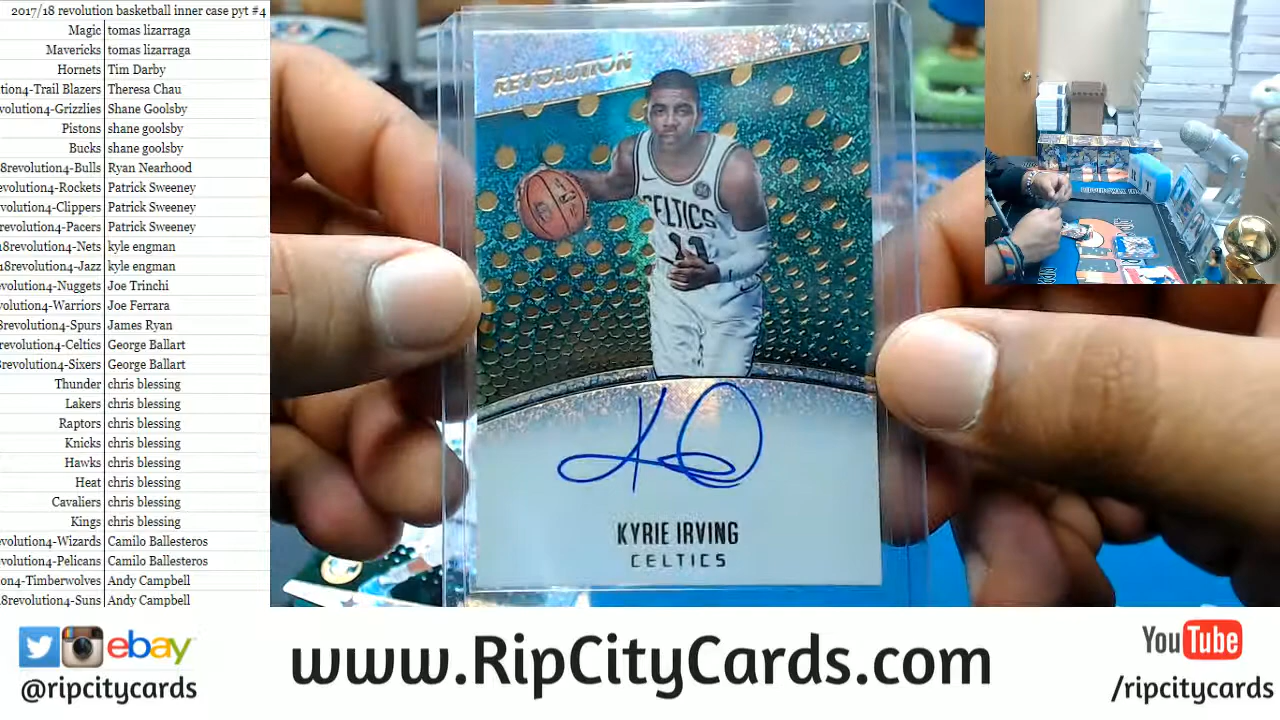 2017/18 revolution basketball inner case pyt #4
Magic tomas lizarraga
Mavericks tomas lizarraga
Hornets Tim Darby
tion4-Trail Blazers Theresa Chau
evolution4-Grizzlies Shane Goolsby
Pistons shane goolsby
Bucks shane goolsby
8revolution4-Bulls Ryan Nearhood
evolution4-Rockets Patrick Sweeney
volution4-Clippers Patrick Sweeney
evolution4-Pacers Patrick Sweeney
18revolution4-Nets kyle engman
18revolution4-Jazz kyle engman
evolution4-Nuggets Joe Trinchi
volution4-Warriors Joe Ferrara
8revolution4-Spurs James Ryan
revolution4-Celtics George Ballart
8revolution4-Sixers George Ballart
Thunder chris blessing
Lakers chris blessing
Raptors chris blessing
Knicks chris blessing
Hawks chris blessing
Heat chris blessing
Cavaliers chris blessing
Kings chris blessing
evolution4-Wizards Camilo Ballesteros
evolution4-Pelicans Camilo Ballesteros
on4-Timberwolves Andy Campbell
8revolution4-Suns Andy Campbell
REVOLUTION
CELTICS
11
KYRIE IRVING
CELTICS
ebay
@ripcitycards
www.RipCityCards.com
YouTube
/ripcitycards